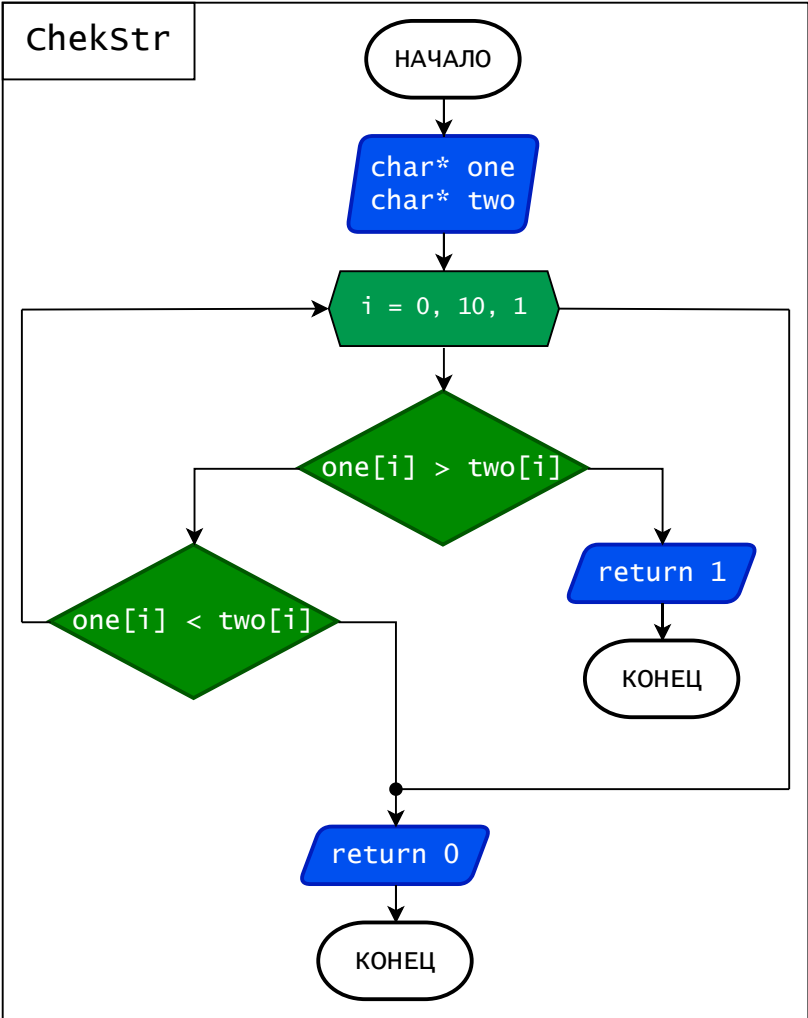 ChekStr
НАЧАЛО
char* one
char* two
i = 0, 10, 1
one[i] > two[i]
return 1
one[i] < two[i]
КОНЕЦ
return 0
КОНЕЦ